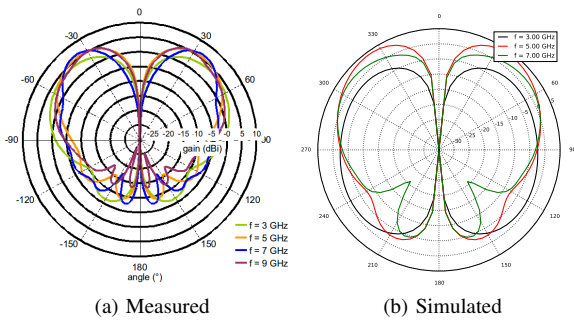 0
-30
30
-60
60
-90
-25 -20 -15 -10 -5 0 5 10
gain (dBi)
-120
120
-150
150
180
angle (°)
f = 3 GHz
f = 5 GHz
f = 7 GHz
f = 9 GHz
(a) Measured
0
330
300
60
270
90
240
120
210
150
180
-30
-15
5
f = 3.00 GHz
f = 5.00 GHz
f = 7.00 GHz
(b) Simulated